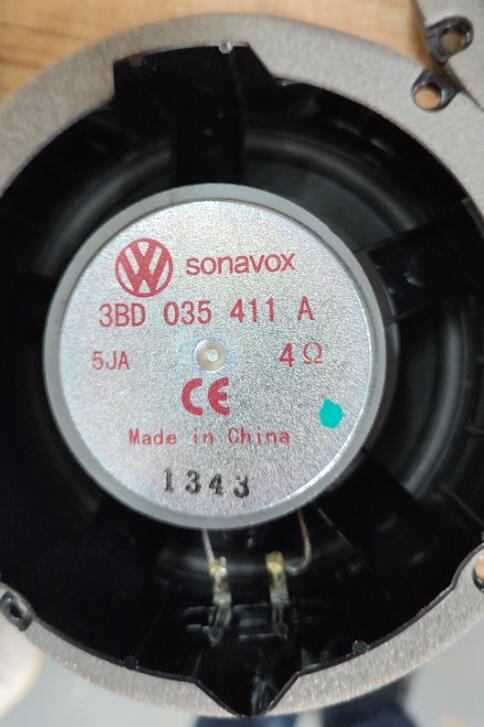 sonavox
3BD 035 411 A
5JA 4Ω
CE
Made in China
1343